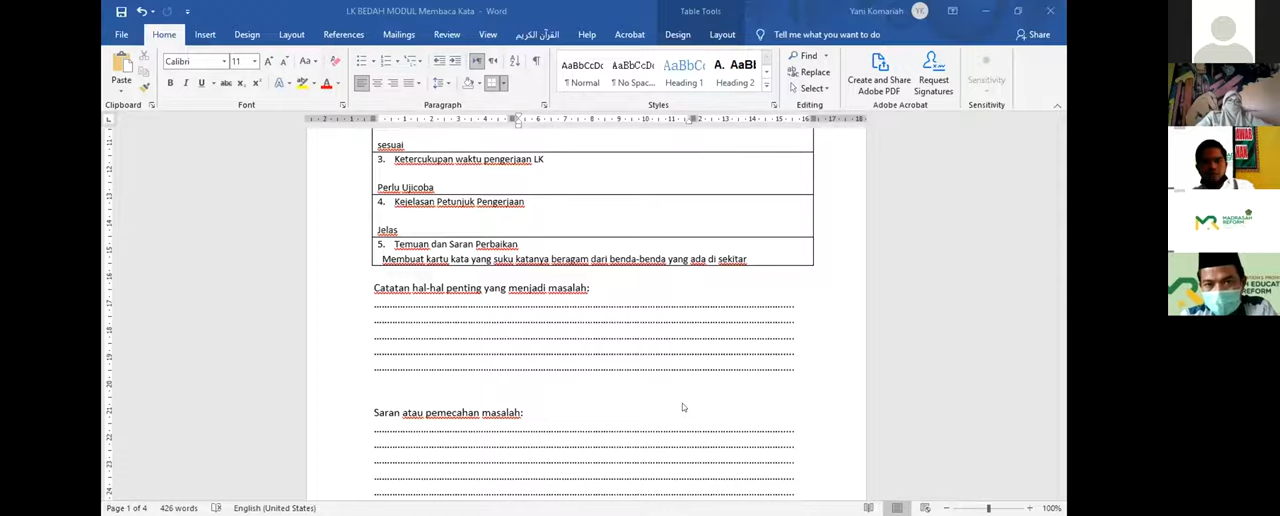 LK BEDAH MODUL Membaca Kata - Word
Table Tools
Yani Komariah
YK
File
Home
Insert
Design
Layout
References
Mailings
Review
View
القرآن الكريم
Help
Acrobat
Design
Layout
Tell me what you want to do
Share
Paste
Clipboard
Calibri
11
Font
Paragraph
AaBbCcDc
¶ Normal
AaBbCcDc
¶ No Spac...
AaBbCc
Heading 1
A. AaBl
Heading 2
Styles
Find
Replace
Select
Editing
Create and Share
Adobe PDF
Request
Signatures
Adobe Acrobat
Sensitivity
Sensitivity
sesuai
3. Ketercukupan waktu pengerjaan LK
Perlu Ujicoba
4. Kejelasan Petunjuk Pengerjaan
Jelas
5. Temuan dan Saran Perbaikan
Membuat kartu kata yang suku katanya beragam dari benda-benda yang ada di sekitar
Catatan hal-hal penting yang menjadi masalah:
Saran atau pemecahan masalah:
Page 1 of 4
426 words
English (United States)
100%
MADRASAH
REFORM